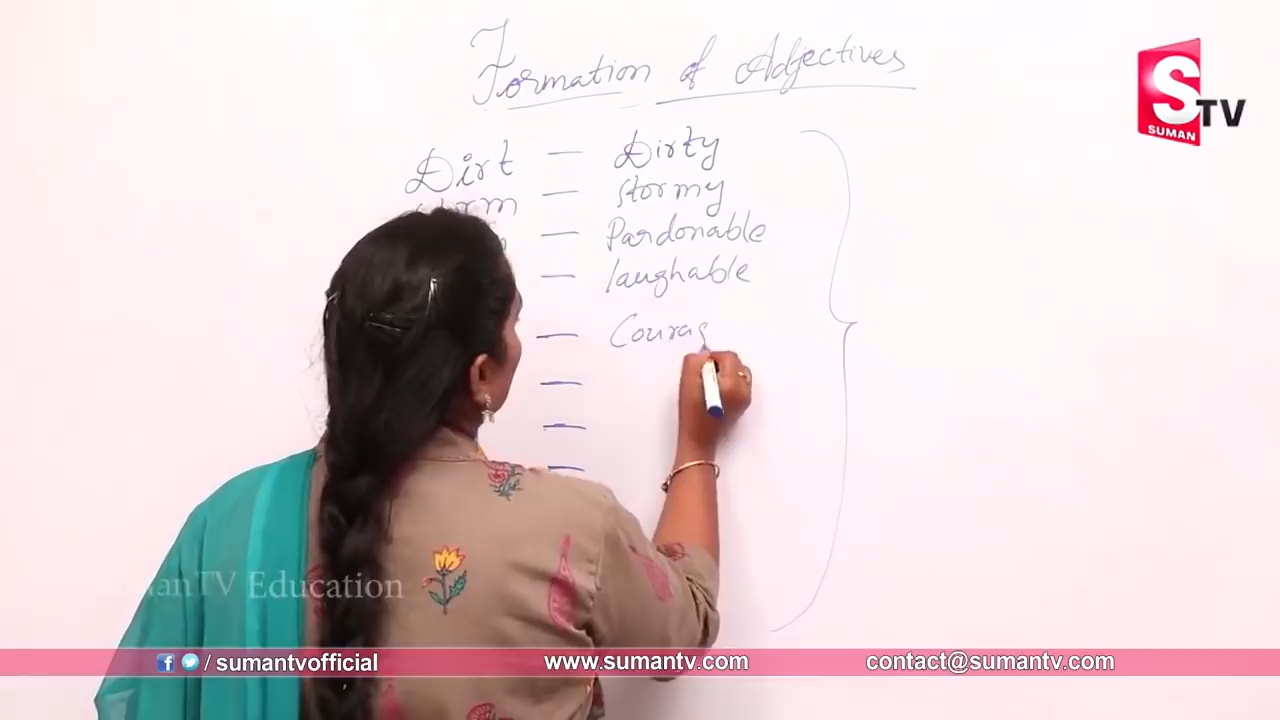 Formation of Adjectives
Dirt — Dirty
storm — stormy
— Pardonable
— laughable
— Courag
—
—
—
S TV
SUMAN
SumanTV Education
/ sumantvofficial
www.sumantv.com
contact@sumantv.com